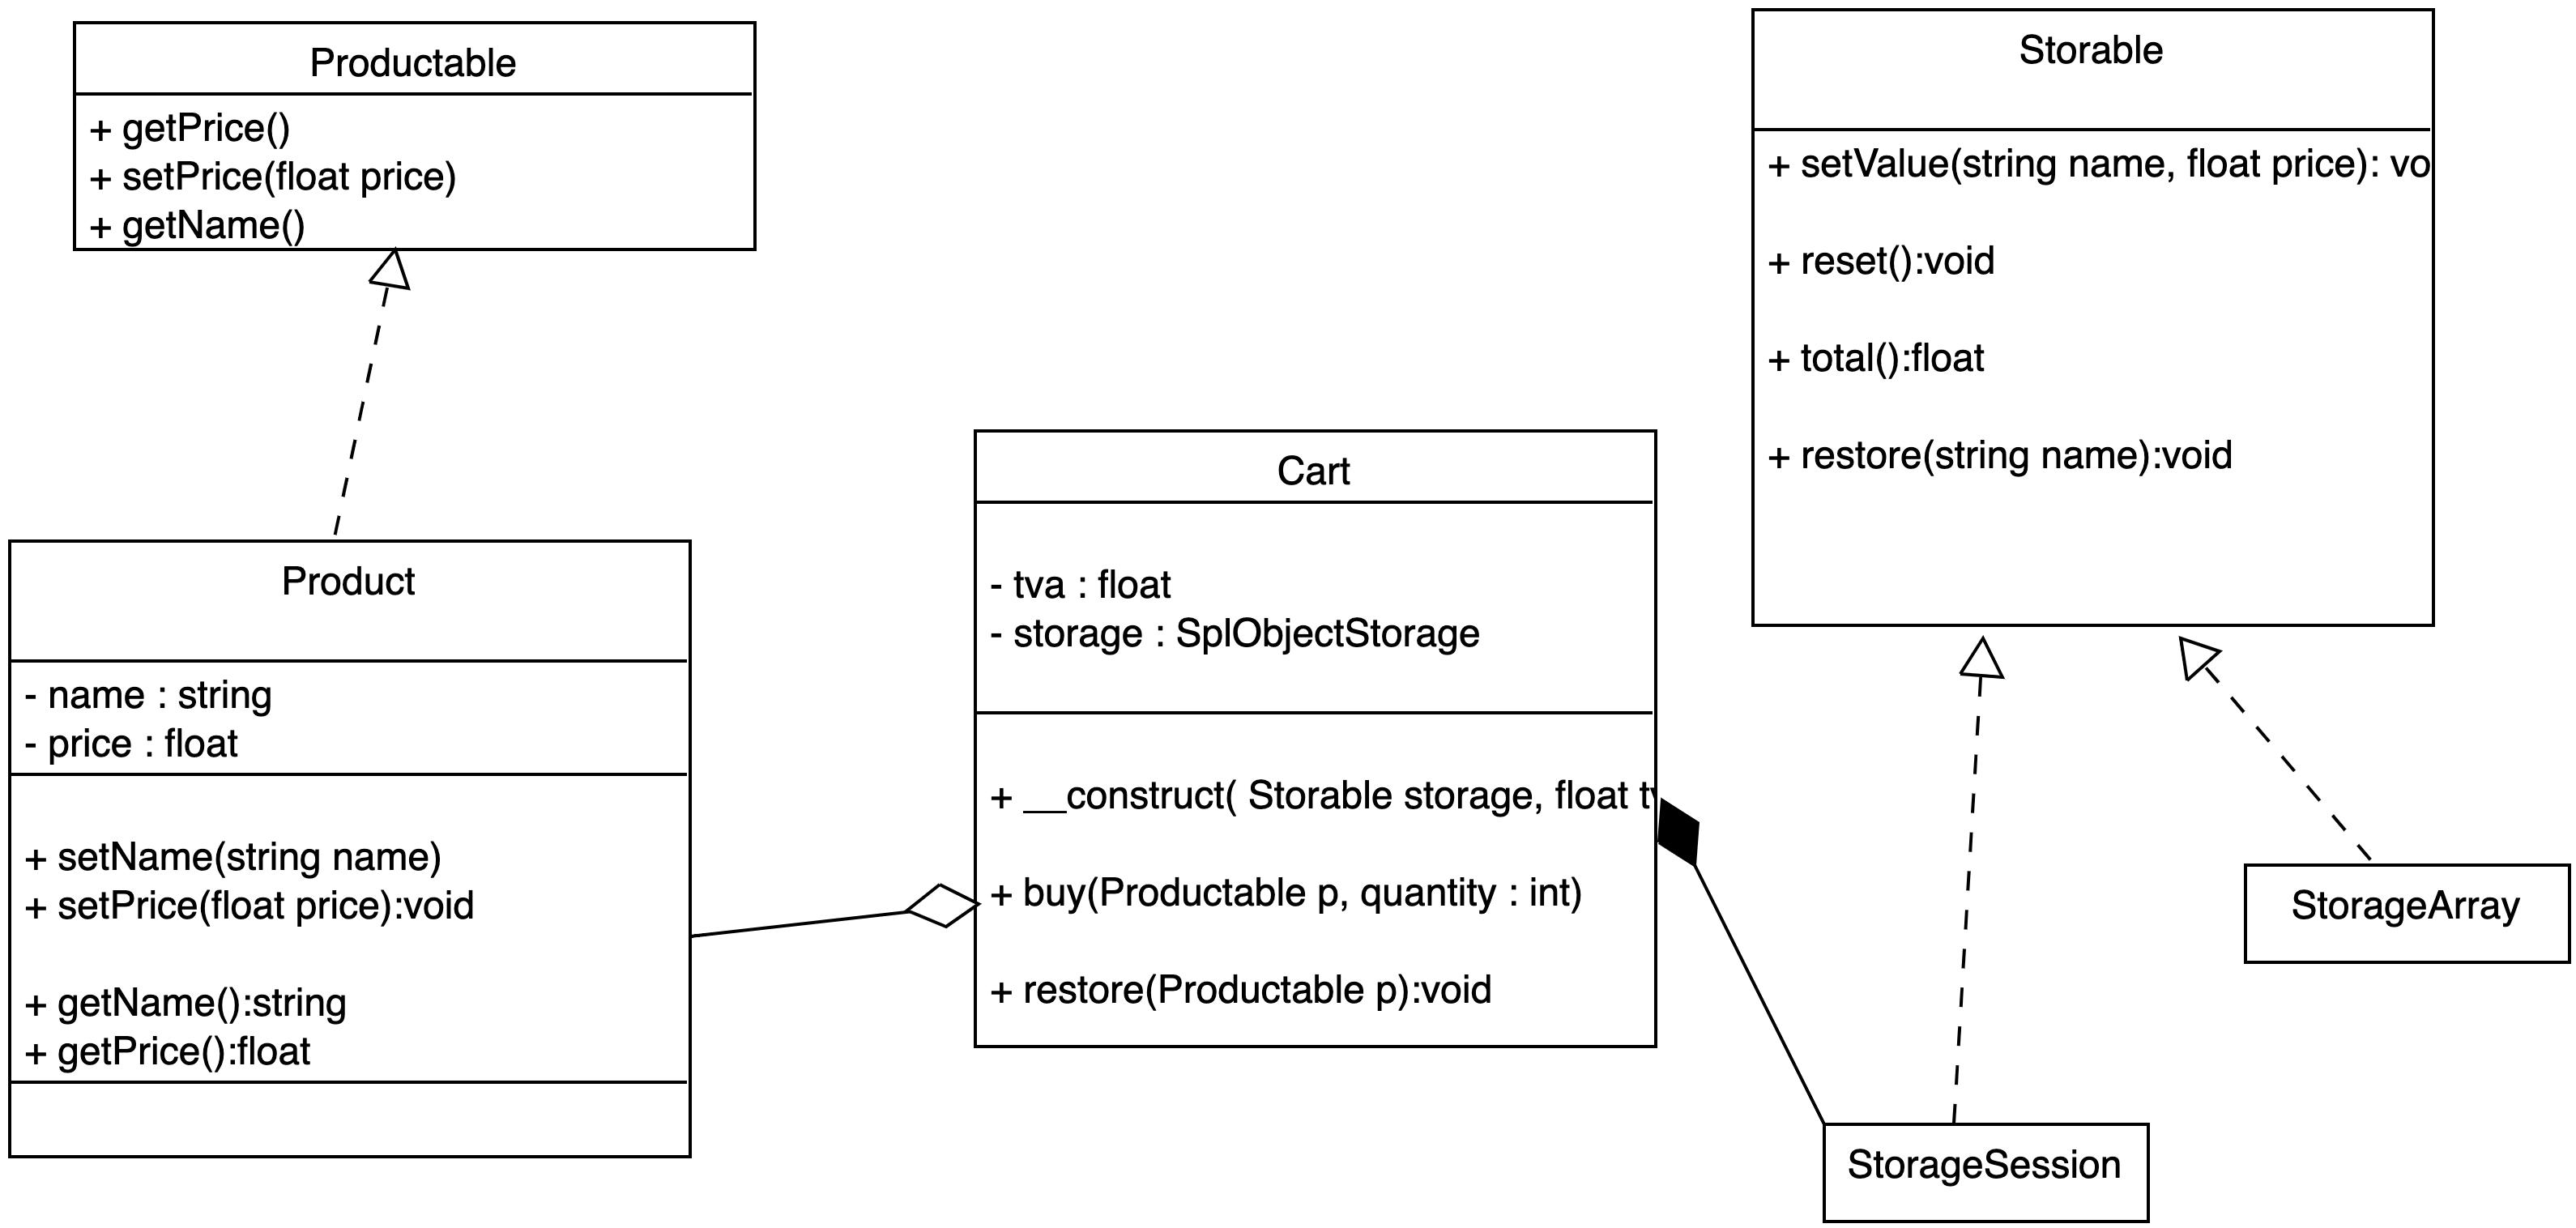 Productable
+ getPrice()
+ setPrice(float price)
+ getName()
Product
- name : string
- price : float
+ setName(string name)
+ setPrice(float price):void
+ getName():string
+ getPrice():float
Cart
- tva : float
- storage : SplObjectStorage
+ __construct( Storable storage, float
+ buy(Productable p, quantity : int)
+ restore(Productable p):void
Storable
+ setValue(string name, float price): vo
+ reset():void
+ total():float
+ restore(string name):void
StorageArray
StorageSession